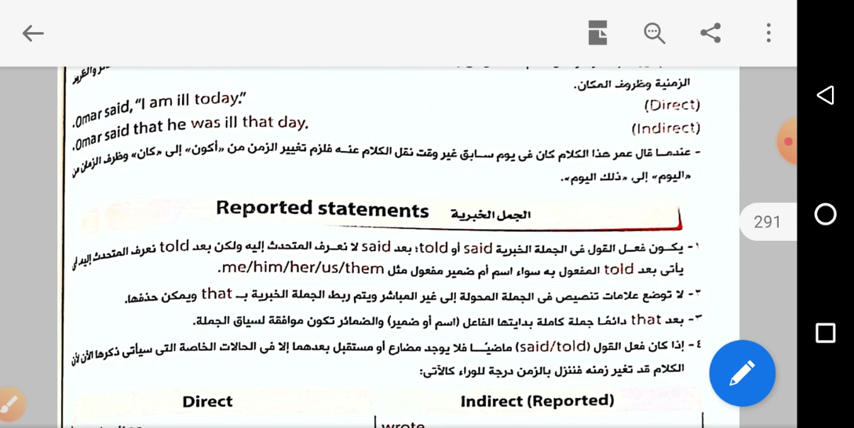 الزمنية وظروف المكان.
.Omar said, “I am ill today.” (Direct)
.Omar said that he was ill that day. (Indirect)
- عندما قال عمر هذا الكلام كان فى يوم سابق غير وقت نقل الكلام عنه فلزم تغيير الزمن من «أكون» إلى «كان» وظرف الزمان من
«اليوم» إلى «ذلك اليوم».
291
Reported statements الجمل الخبرية
١- يكون فعل القول فى الجملة الخبرية said أو told؛ بعد said لا نعرف المتحدث إليه ولكن بعد told نعرف المتحدث إليه
يأتى بعد told المفعول به سواء اسم أم ضمير مفعول مثل me/him/her/us/them.
٢- لا توضع علامات تنصيص فى الجملة المحولة إلى غير المباشر ويتم ربط الجملة الخبرية بـ that ويمكن حذفها.
٣- بعد that دائمًا جملة كاملة بدايتها الفاعل (اسم أو ضمير) والضمائر تكون موافقة لسياق الجملة.
٤- إذا كان فعل القول (said/told) ماضيًا فلا يوجد مضارع أو مستقبل بعدهما إلا فى الحالات الخاصة التى سيأتى ذكرها الآن لأن
الكلام قد تغير زمنه فننزل بالزمن درجة للوراء كالآتى:
Direct Indirect (Reported)
wrote